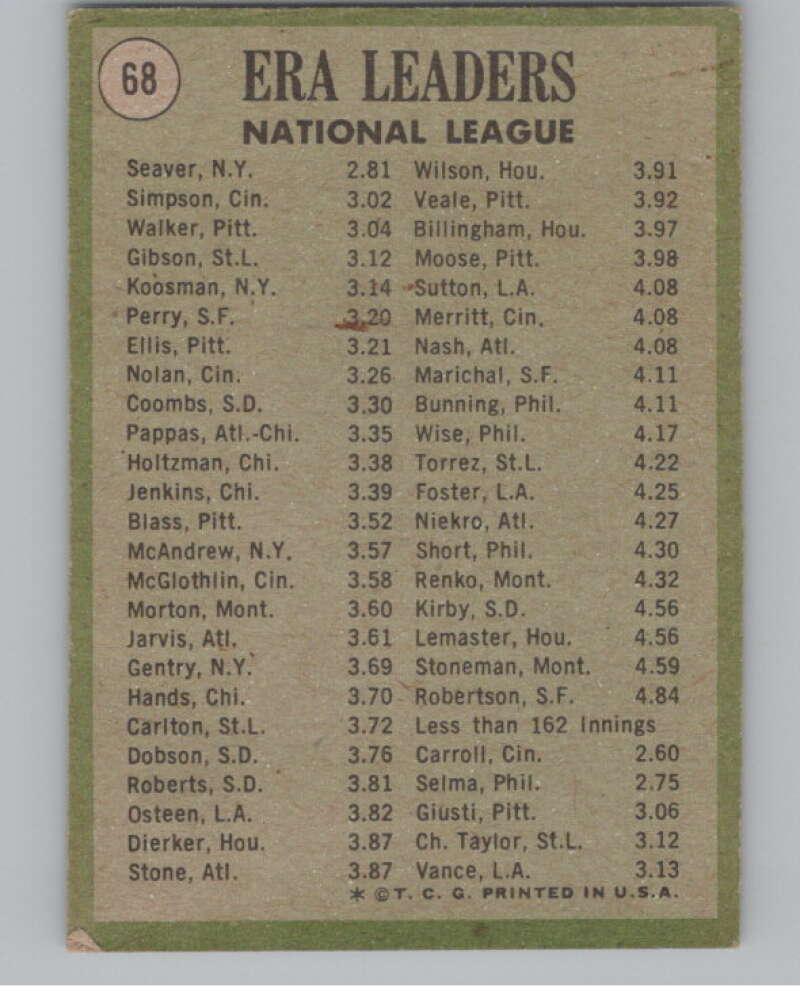 68
ERA LEADERS
NATIONAL LEAGUE
Seaver, N.Y. 2.81
Simpson, Cin. 3.02
Walker, Pitt. 3.04
Gibson, St.L. 3.12
Koosman, N.Y. 3.14
Perry, S.F. 3.20
Ellis, Pitt. 3.21
Nolan, Cin. 3.26
Coombs, S.D. 3.30
Pappas, Atl.-Chi. 3.35
Holtzman, Chi. 3.38
Jenkins, Chi. 3.39
Blass, Pitt. 3.52
McAndrew, N.Y. 3.57
McGlothlin, Cin. 3.58
Morton, Mont. 3.60
Jarvis, Atl. 3.61
Gentry, N.Y. 3.69
Hands, Chi. 3.70
Carlton, St.L. 3.72
Dobson, S.D. 3.76
Roberts, S.D. 3.81
Osteen, L.A. 3.82
Dierker, Hou. 3.87
Stone, Atl. 3.87
Wilson, Hou. 3.91
Veale, Pitt. 3.92
Billingham, Hou. 3.97
Moose, Pitt. 3.98
Sutton, L.A. 4.08
Merritt, Cin. 4.08
Nash, Atl. 4.08
Marichal, S.F. 4.11
Bunning, Phil. 4.11
Wise, Phil. 4.17
Torrez, St.L. 4.22
Foster, L.A. 4.25
Niekro, Atl. 4.27
Short, Phil. 4.30
Renko, Mont. 4.32
Kirby, S.D. 4.56
Lemaster, Hou. 4.56
Stoneman, Mont. 4.59
Robertson, S.F. 4.84
Less than 162 Innings
Carroll, Cin. 2.60
Selma, Phil. 2.75
Giusti, Pitt. 3.06
Ch. Taylor, St.L. 3.12
Vance, L.A. 3.13
* © T. C. G. PRINTED IN U.S.A.